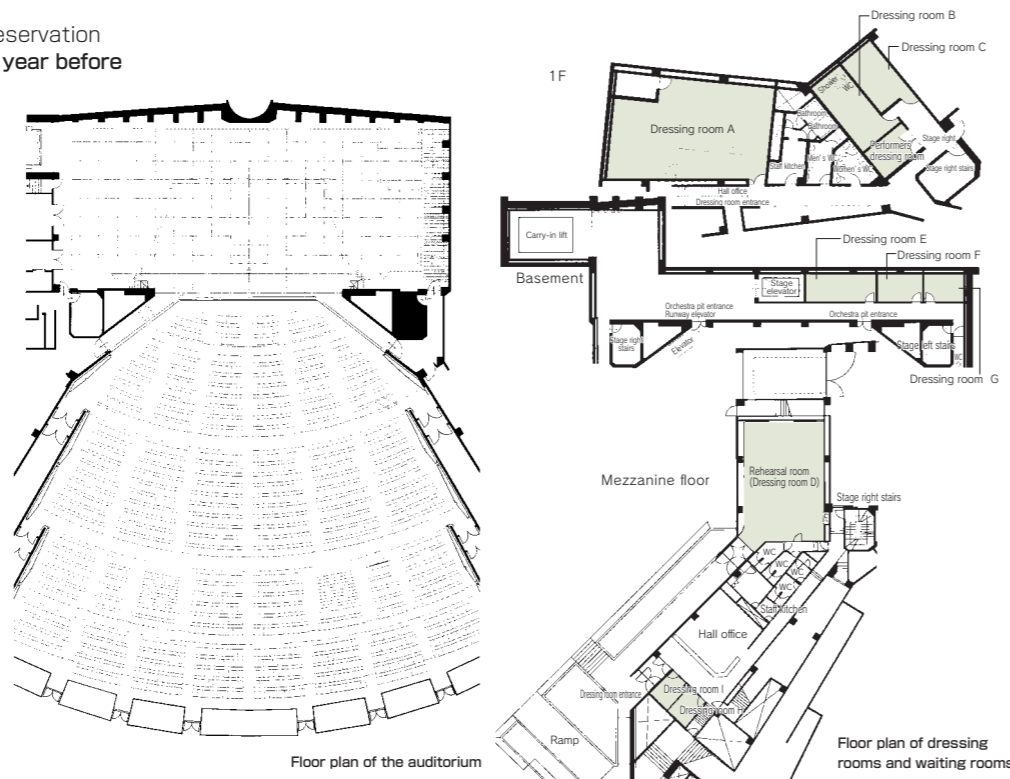 eservation
year before
Floor plan of the auditorium
1F
Dressing room B
Dressing room C
Dressing room A
Shower
WC
Bathroom
Bathroom
Staff kitchen
Men's WC
Women's WC
Performers'
dressing room
Stage right
Stage right stairs
Hall office
Dressing room entrance
Carry-in lift
Basement
Dressing room E
Dressing room F
Stage
elevator
Orchestra pit entrance
Runway elevator
Orchestra pit entrance
Stage right
stairs
Elevator
Stage left stairs
WC
Dressing room G
Mezzanine floor
Rehearsal room
(Dressing room D)
Stage right stairs
WC
WC
WC
WC
Staff kitchen
Hall office
Dressing room entrance
Dressing room I
Dressing room H
Ramp
Floor plan of dressing
rooms and waiting rooms